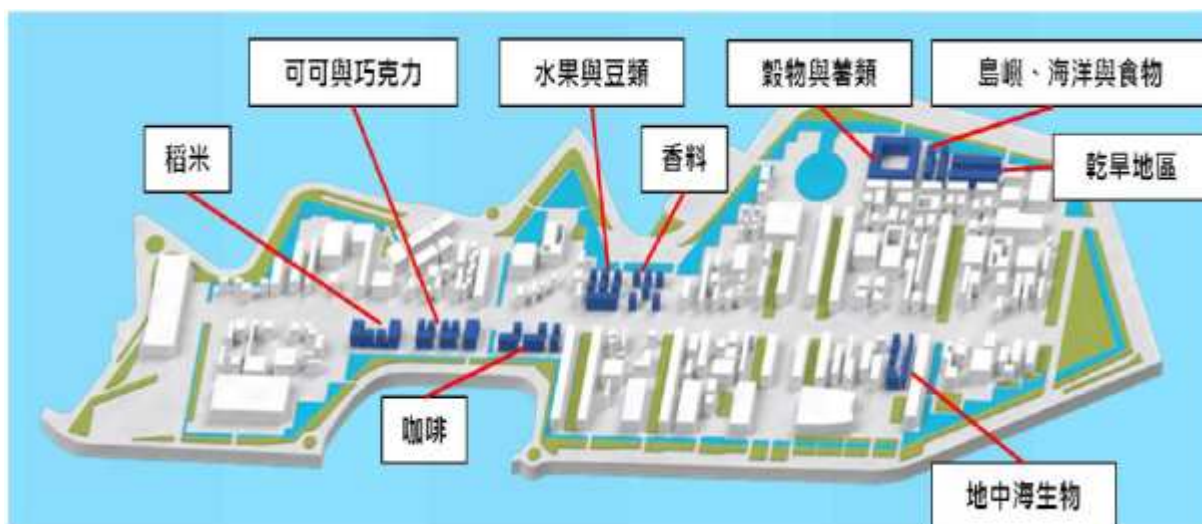 可可與巧克力
水果與豆類
穀物與薯類
島嶼、海洋與食物
稻米
香料
乾旱地區
咖啡
地中海生物